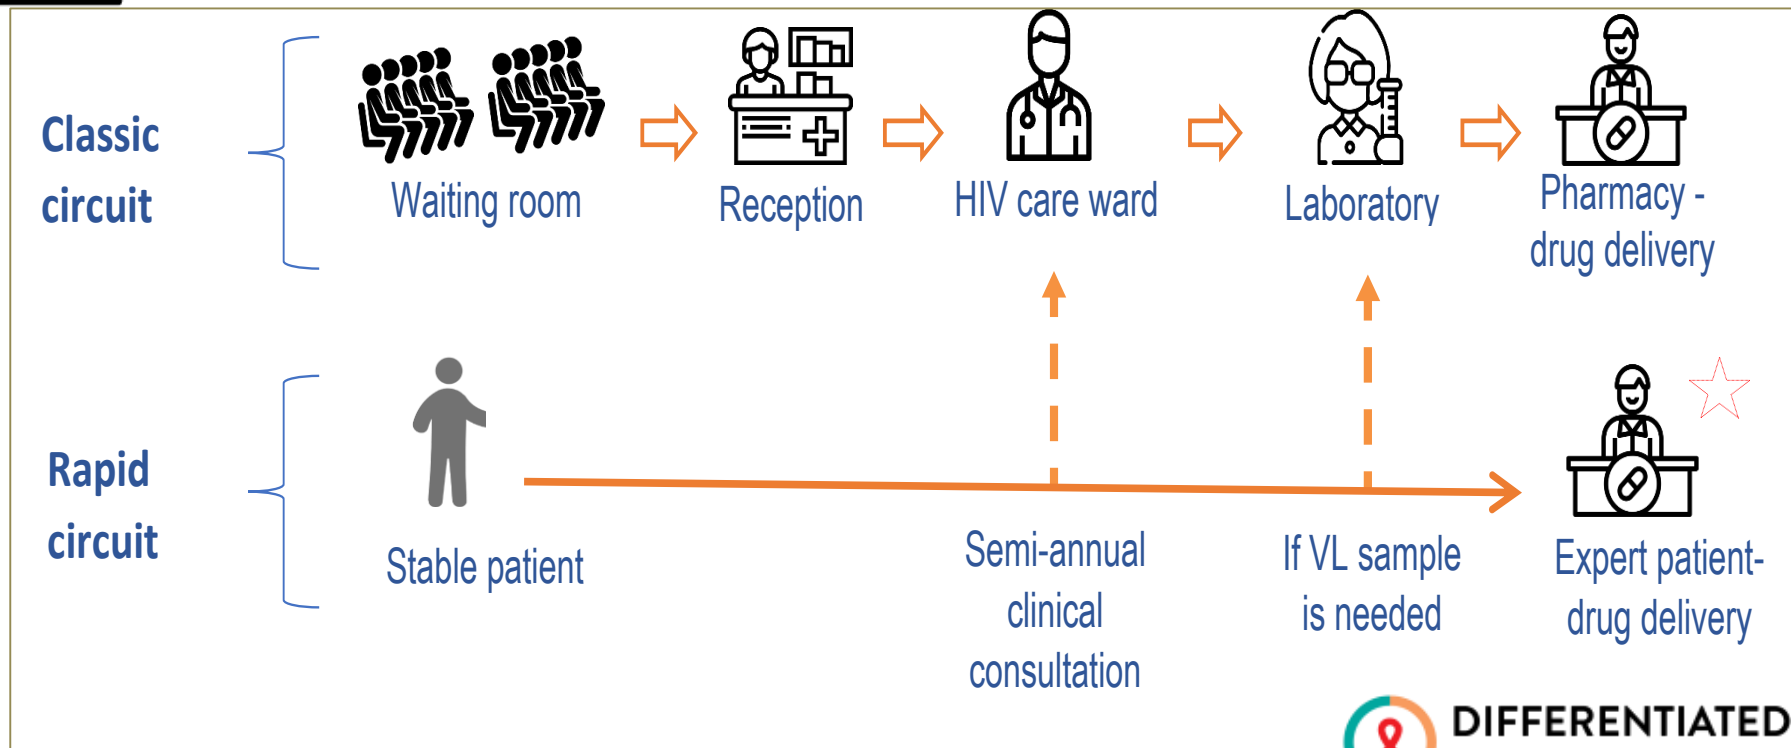 Classic
circuit
Waiting room
Reception
HIV care ward
Laboratory
Pharmacy -
drug delivery
Rapid
circuit
Stable patient
Semi-annual
clinical
consultation
If VL sample
is needed
Expert patient-
drug delivery
DIFFERENTIATED